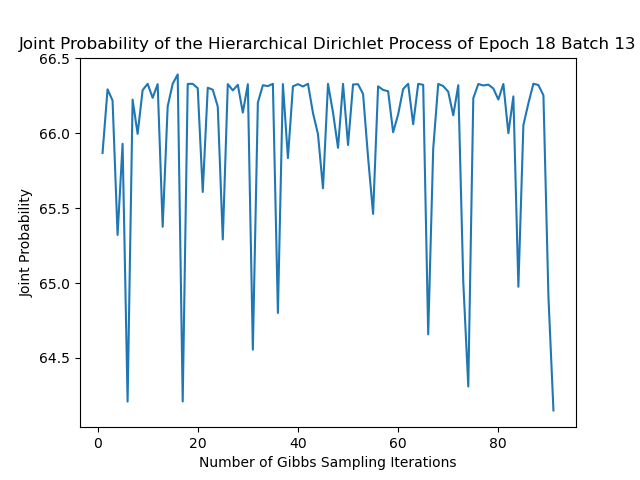 Joint Probability of the Hierarchical Dirichlet Process of Epoch 18 Batch 13
66.5
66.0
65.5
65.0
64.5
Joint Probability
0 20 40 60 80
Number of Gibbs Sampling Iterations